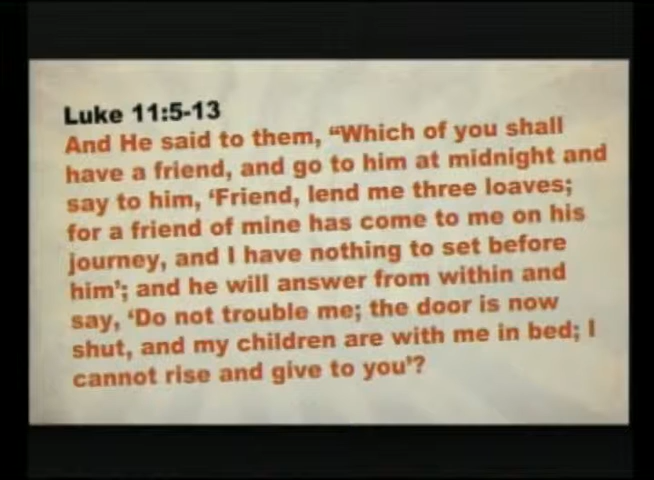 Luke 11:5-13
And He said to them, “Which of you shall
have a friend, and go to him at midnight and
say to him, ‘Friend, lend me three loaves;
for a friend of mine has come to me on his
journey, and I have nothing to set before
him’; and he will answer from within and
say, ‘Do not trouble me; the door is now
shut, and my children are with me in bed; I
cannot rise and give to you’?